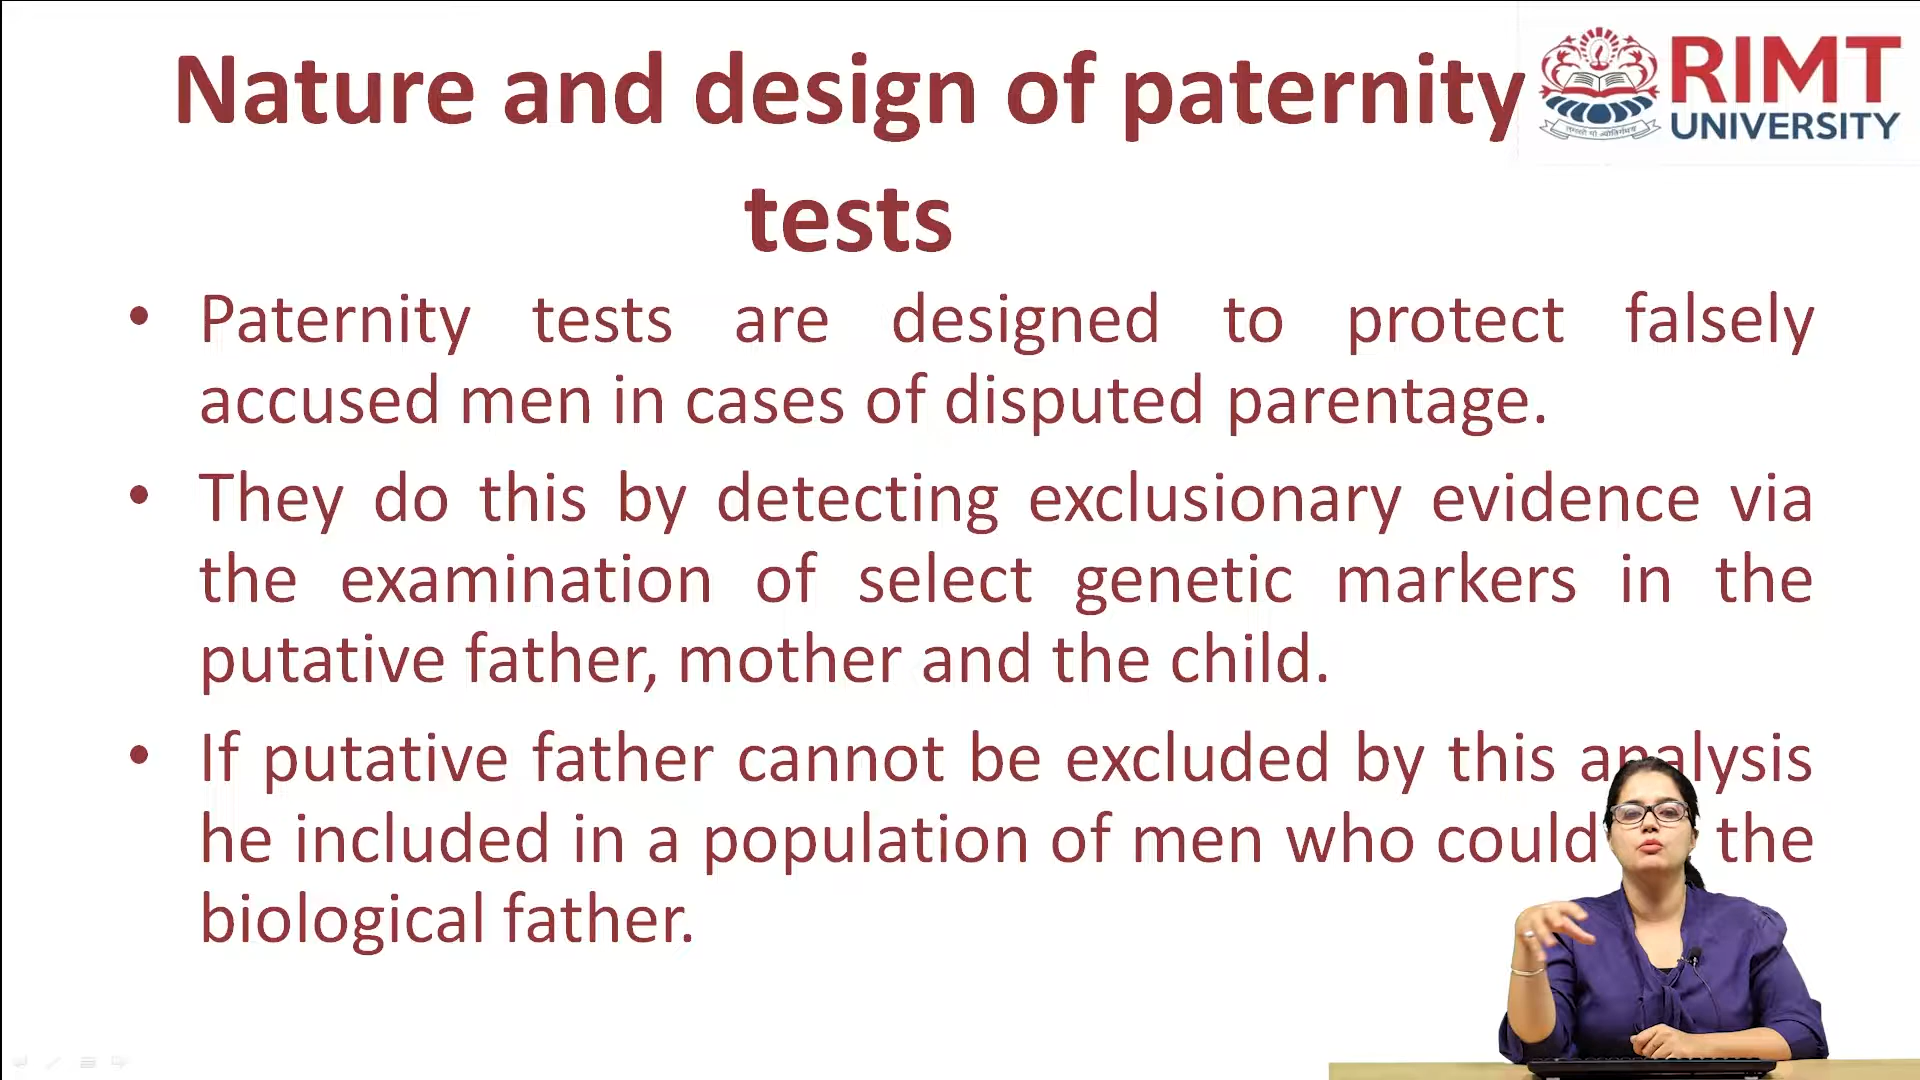 Nature and design of paternity
tests
RIMT
UNIVERSITY
• Paternity tests are designed to protect falsely
accused men in cases of disputed parentage.
• They do this by detecting exclusionary evidence via
the examination of select genetic markers in the
putative father, mother and the child.
• If putative father cannot be excluded by this analysis
he included in a population of men who could the
biological father.